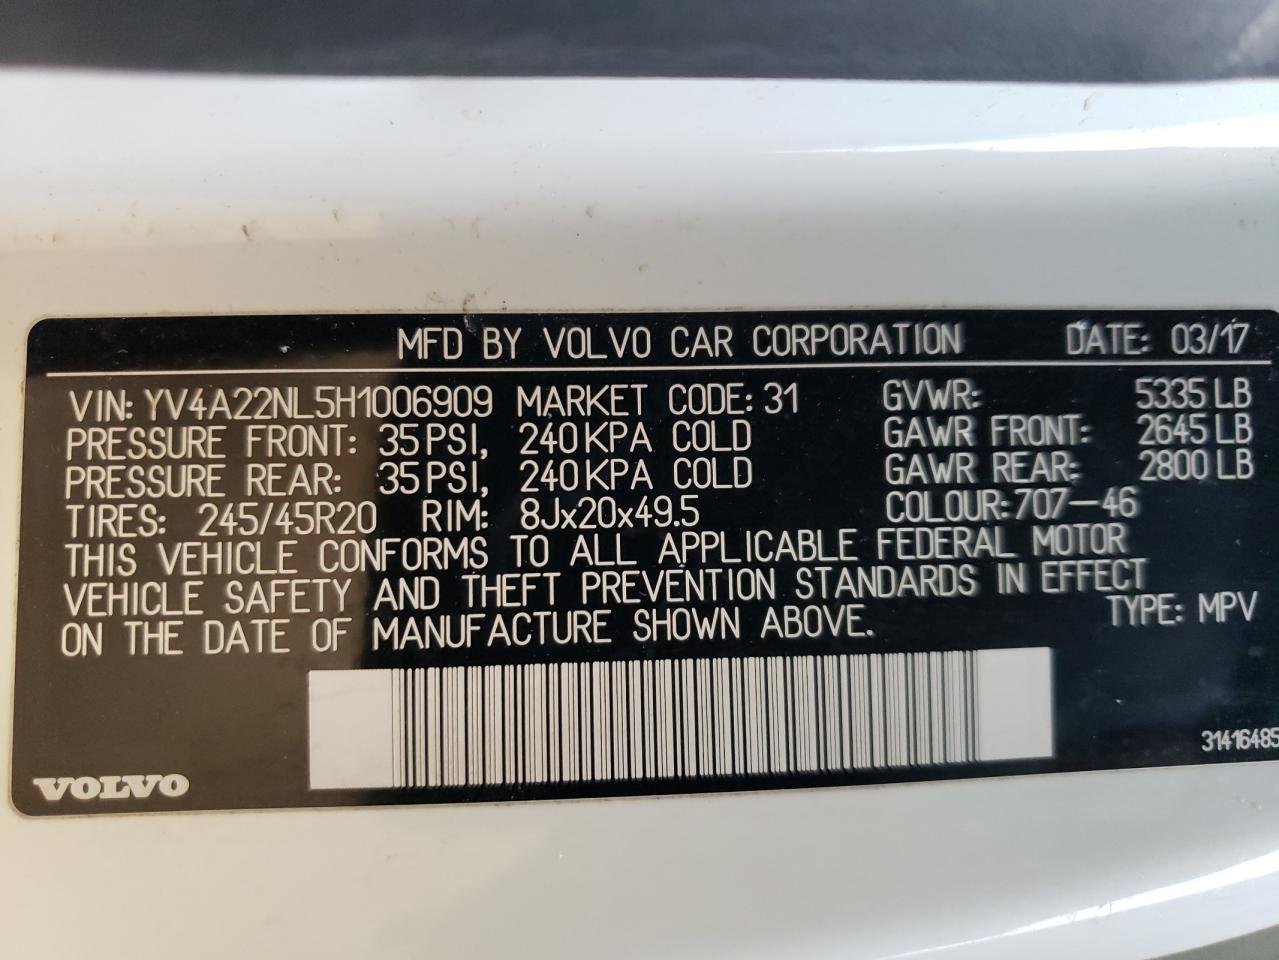 MFD BY VOLVO CAR CORPORATION DATE: 03/17
VIN: YV4A22NL5H1006909 MARKET CODE: 31 GVWR: 5335 LB
PRESSURE FRONT: 35 PSI, 240 KPA COLD GAWR FRONT: 2645 LB
PRESSURE REAR: 35 PSI, 240 KPA COLD GAWR REAR: 2800 LB
TIRES: 245/45R20 RIM: 8Jx20x49.5 COLOUR: 707-46
THIS VEHICLE CONFORMS TO ALL APPLICABLE FEDERAL MOTOR
VEHICLE SAFETY AND THEFT PREVENTION STANDARDS IN EFFECT
ON THE DATE OF MANUFACTURE SHOWN ABOVE. TYPE: MPV
31416485
VOLVO